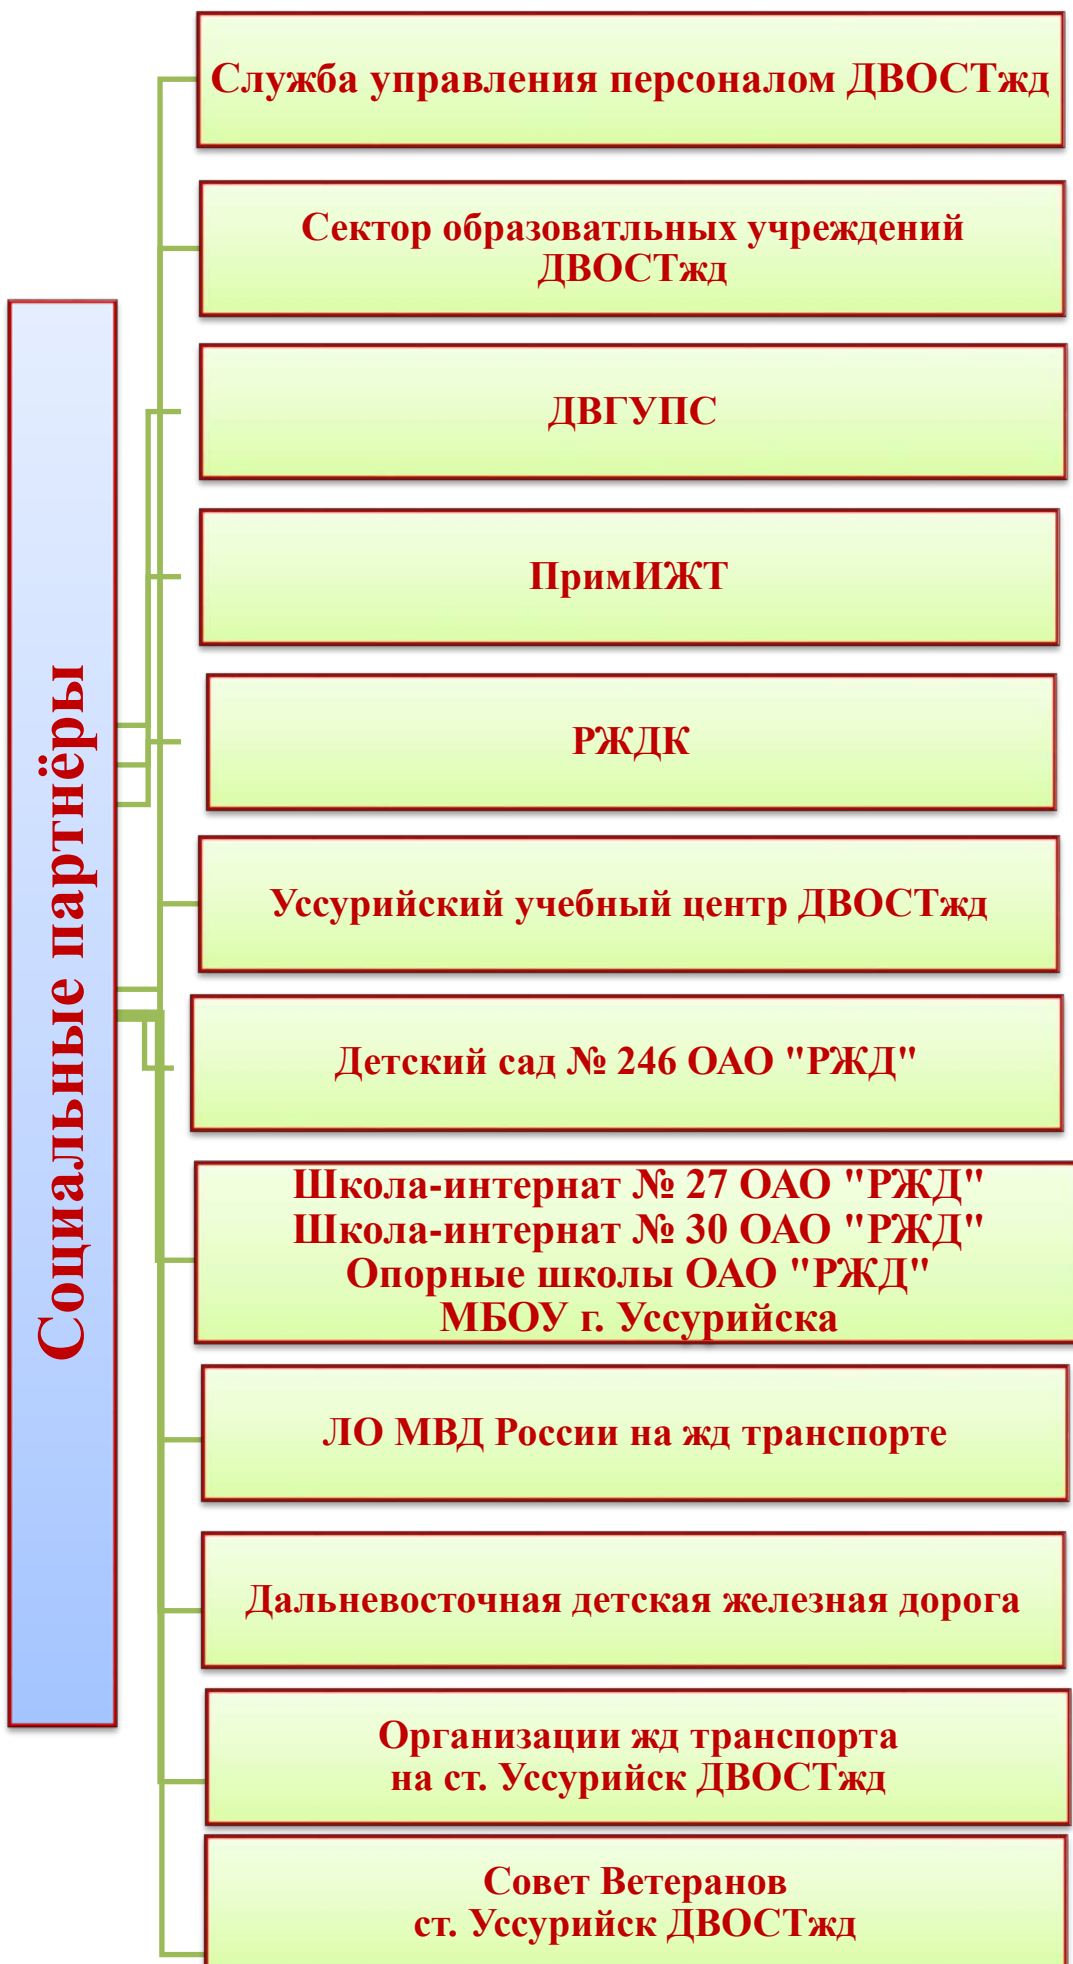 Социальные партнёры
Служба управления персоналом ДВОСТжд
Сектор образоватльных учреждений
ДВОСТжд
ДВГУПС
ПримИЖТ
РЖДК
Уссурийский учебный центр ДВОСТжд
Детский сад № 246 ОАО "РЖД"
Школа-интернат № 27 ОАО "РЖД"
Школа-интернат № 30 ОАО "РЖД"
Опорные школы ОАО "РЖД"
МБОУ г. Уссурийска
ЛО МВД России на жд транспорте
Дальневосточная детская железная дорога
Организации жд транспорта
на ст. Уссурийск ДВОСТжд
Совет Ветеранов
ст. Уссурийск ДВОСТжд